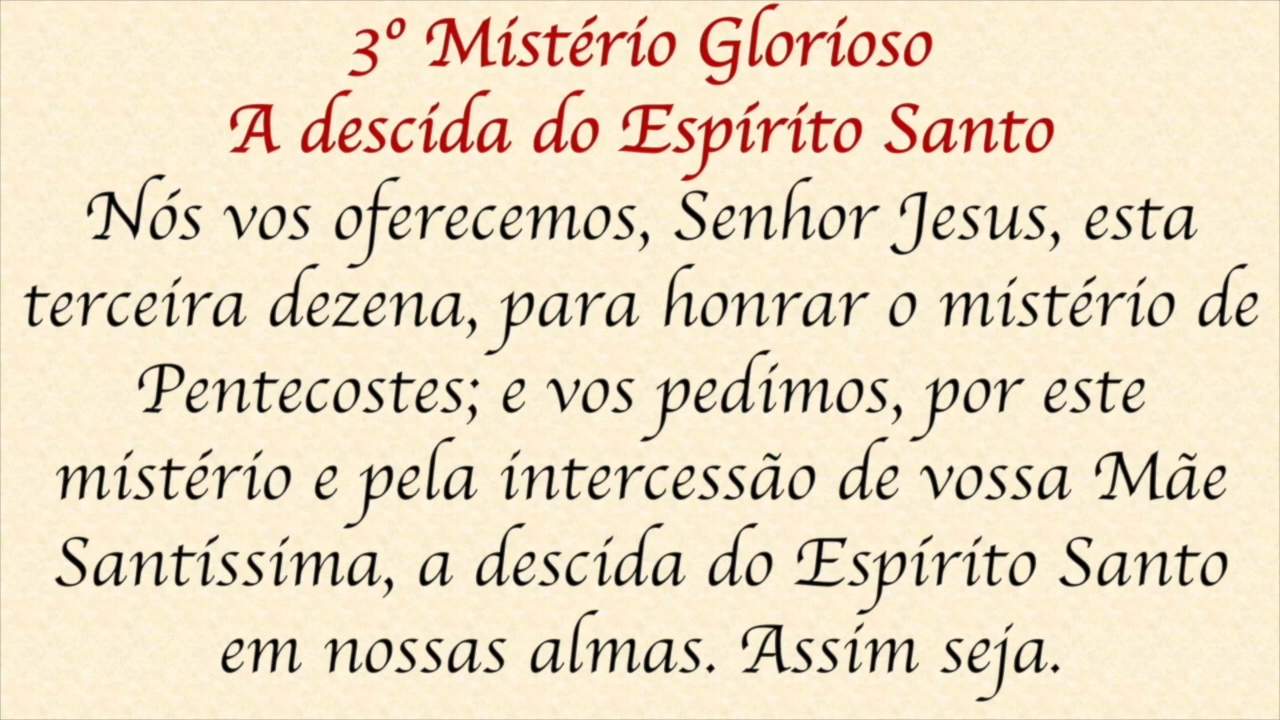 3º Mistério Glorioso
A descida do Espírito Santo
Nós vos oferecemos, Senhor Jesus, esta
terceira dezena, para honrar o mistério de
Pentecostes; e vos pedimos, por este
mistério e pela intercessão de vossa Mãe
Santíssima, a descida do Espírito Santo
em nossas almas. Assim seja.